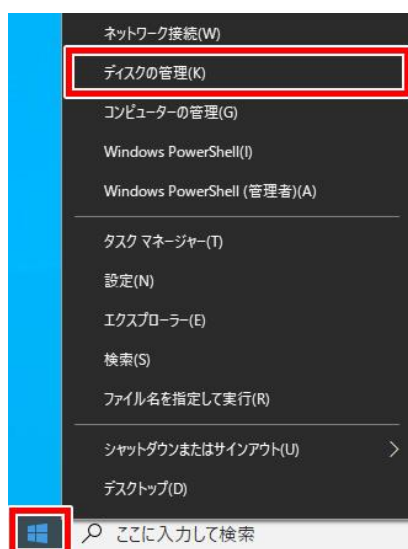 ネットワーク接続(W)
ディスクの管理(K)
コンピューターの管理(G)
Windows PowerShell(I)
Windows PowerShell (管理者)(A)
タスク マネージャー(T)
設定(N)
エクスプローラー(E)
検索(S)
ファイル名を指定して実行(R)
シャットダウンまたはサインアウト(U)
デスクトップ(D)
ここに入力して検索